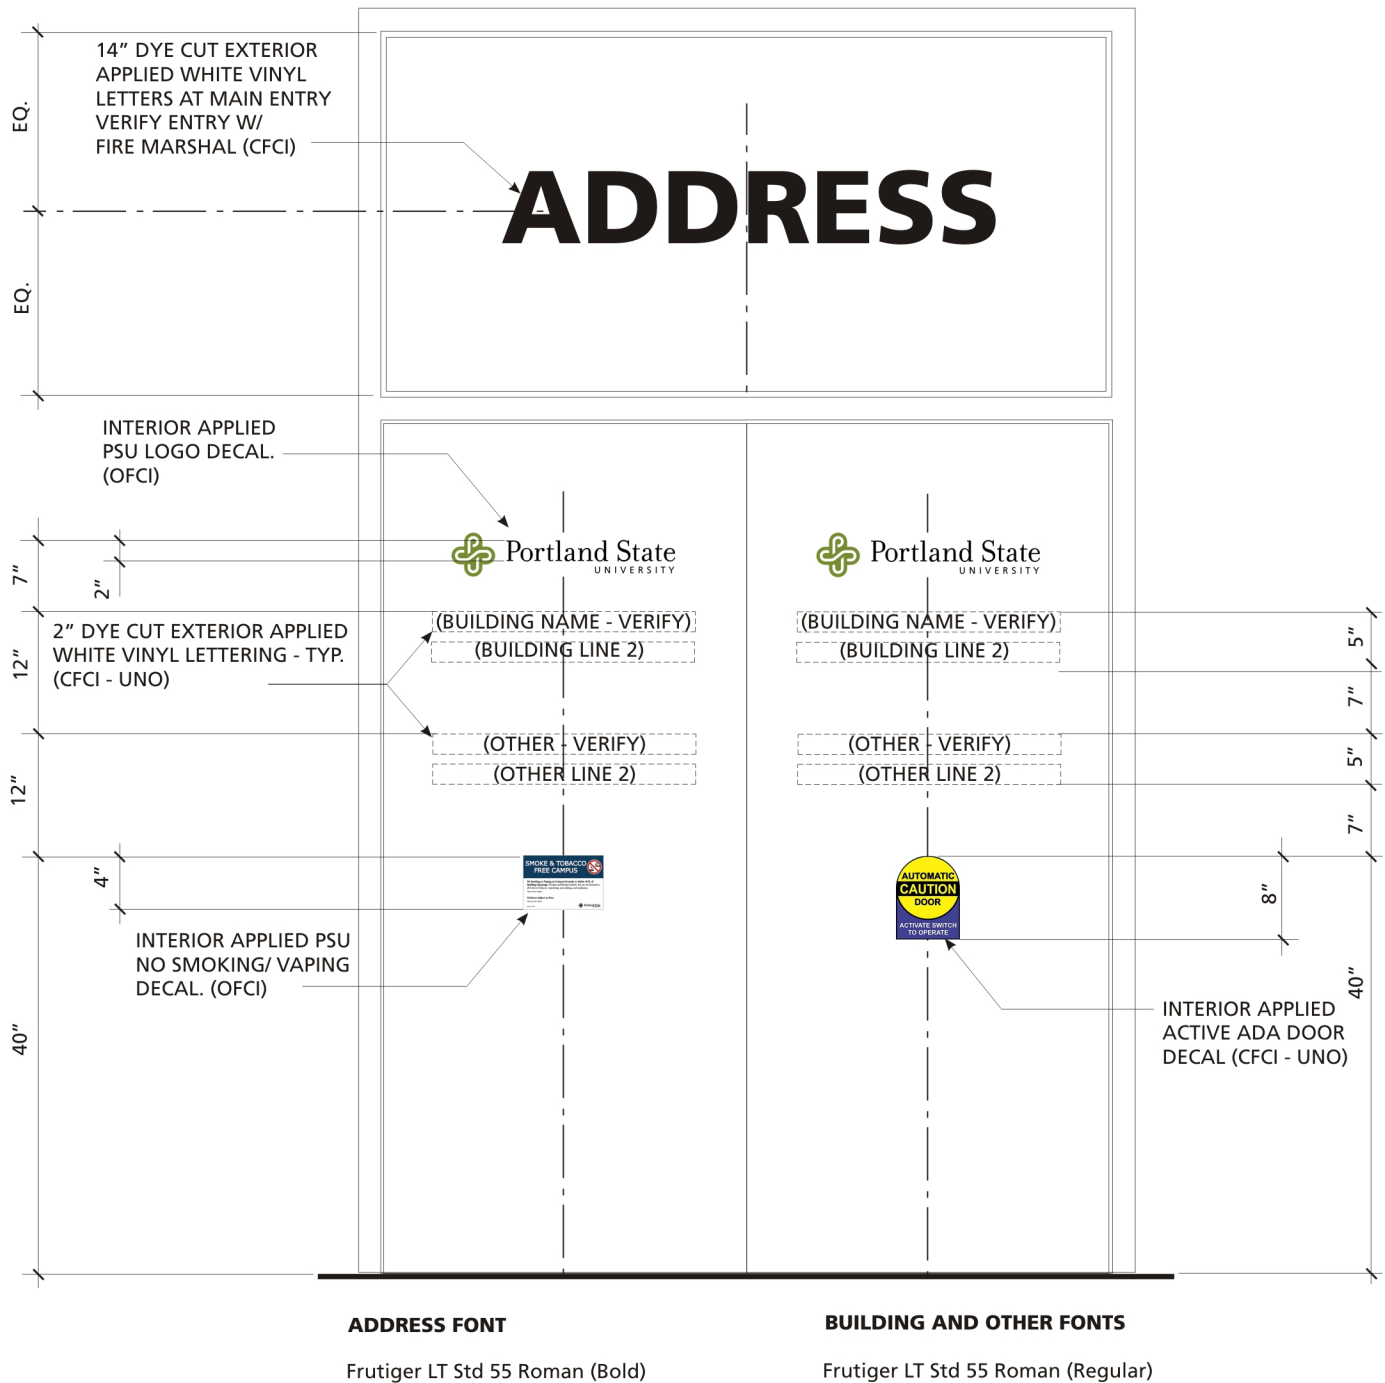 14” DYE CUT EXTERIOR
APPLIED WHITE VINYL
LETTERS AT MAIN ENTRY
VERIFY ENTRY W/
FIRE MARSHAL (CFCI)
EQ.
EQ.
ADDRESS
INTERIOR APPLIED
PSU LOGO DECAL.
(OFCI)
Portland State
UNIVERSITY
Portland State
UNIVERSITY
7”
2”
2” DYE CUT EXTERIOR APPLIED
WHITE VINYL LETTERING - TYP.
(CFCI - UNO)
12”
(BUILDING NAME - VERIFY)
(BUILDING LINE 2)
(BUILDING NAME - VERIFY)
(BUILDING LINE 2)
5”
7”
(OTHER - VERIFY)
(OTHER LINE 2)
(OTHER - VERIFY)
(OTHER LINE 2)
5”
12”
7”
4”
SMOKE & TOBACCO
FREE CAMPUS
AUTOMATIC
CAUTION
DOOR
ACTIVATE SWITCH
TO OPERATE
8”
INTERIOR APPLIED PSU
NO SMOKING/ VAPING
DECAL. (OFCI)
40”
40”
INTERIOR APPLIED
ACTIVE ADA DOOR
DECAL (CFCI - UNO)
ADDRESS FONT
Frutiger LT Std 55 Roman (Bold)
BUILDING AND OTHER FONTS
Frutiger LT Std 55 Roman (Regular)